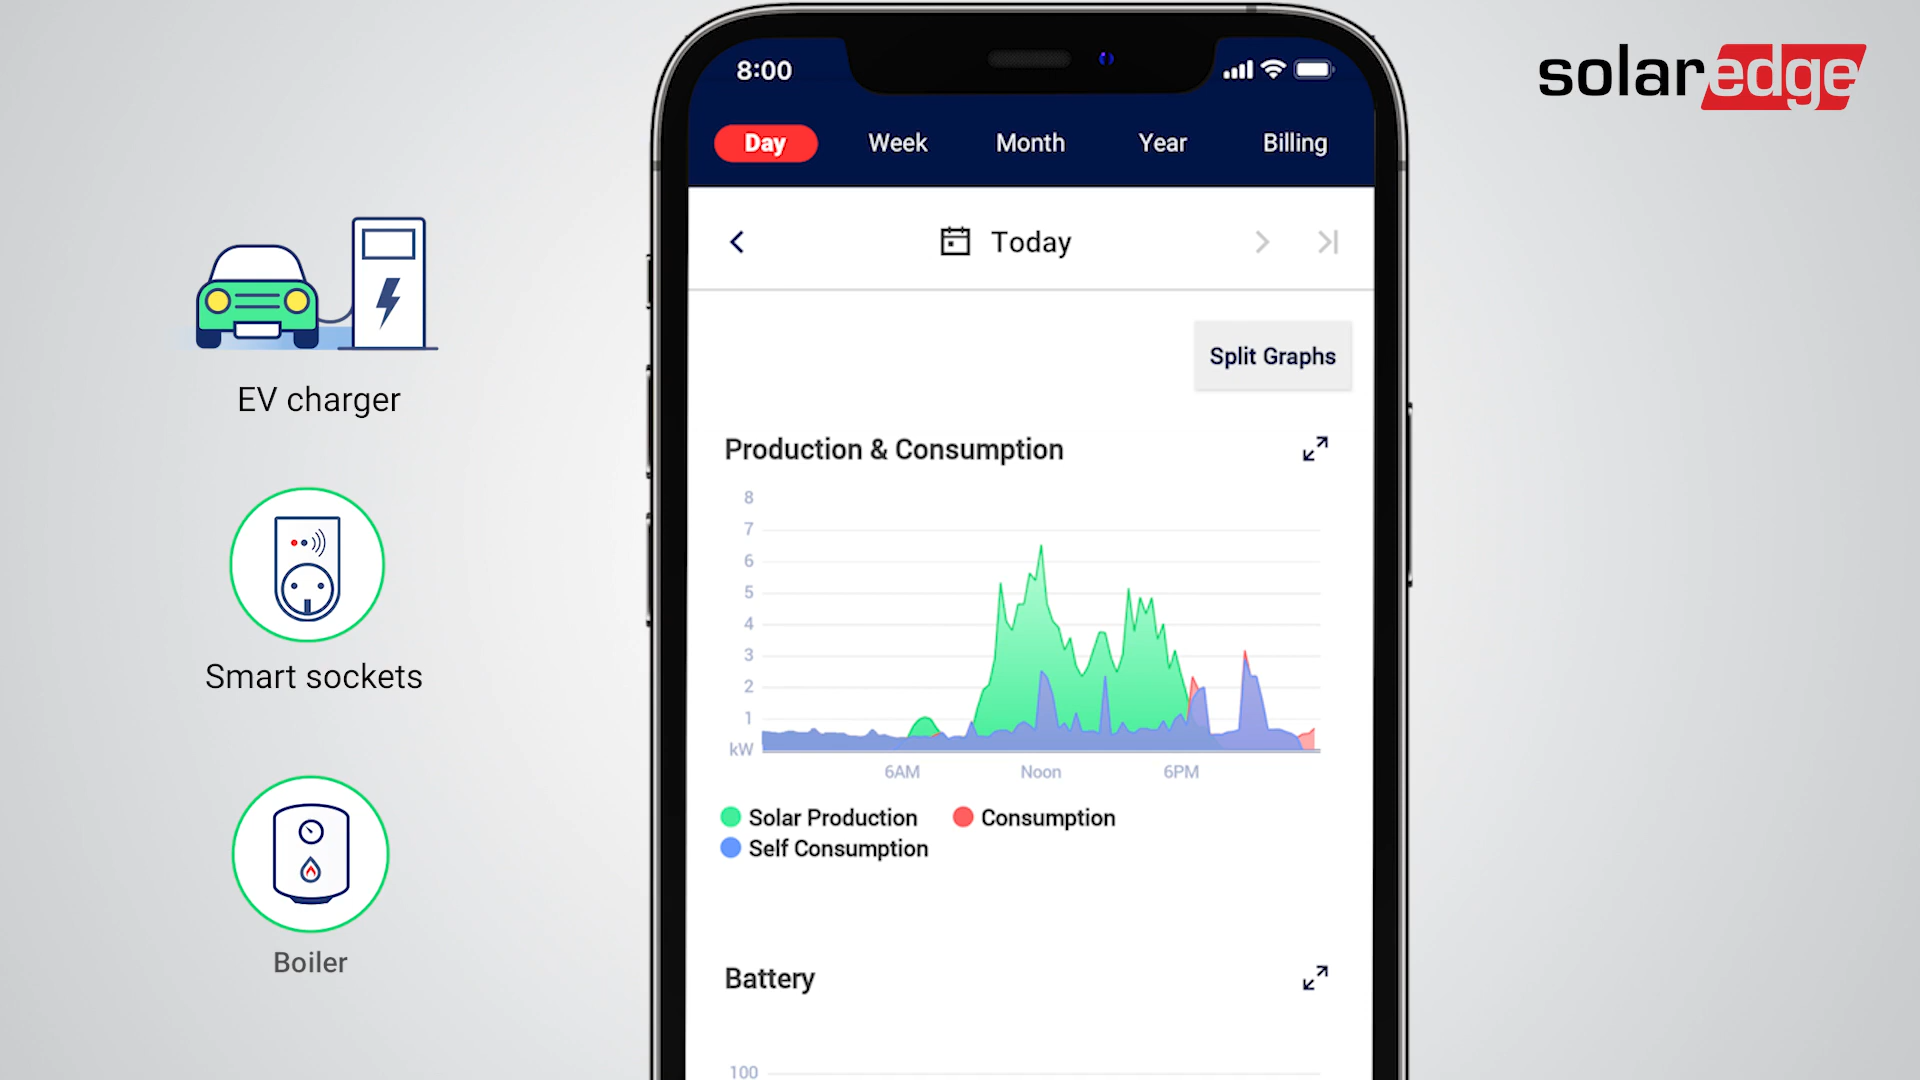 8:00
solaredge
Day Week Month Year Billing
Today
Split Graphs
EV charger
Production & Consumption
8
7
6
5
4
3
2
1
kW
6AM Noon 6PM
Smart sockets
Solar Production Consumption
Self Consumption
Boiler
Battery
100